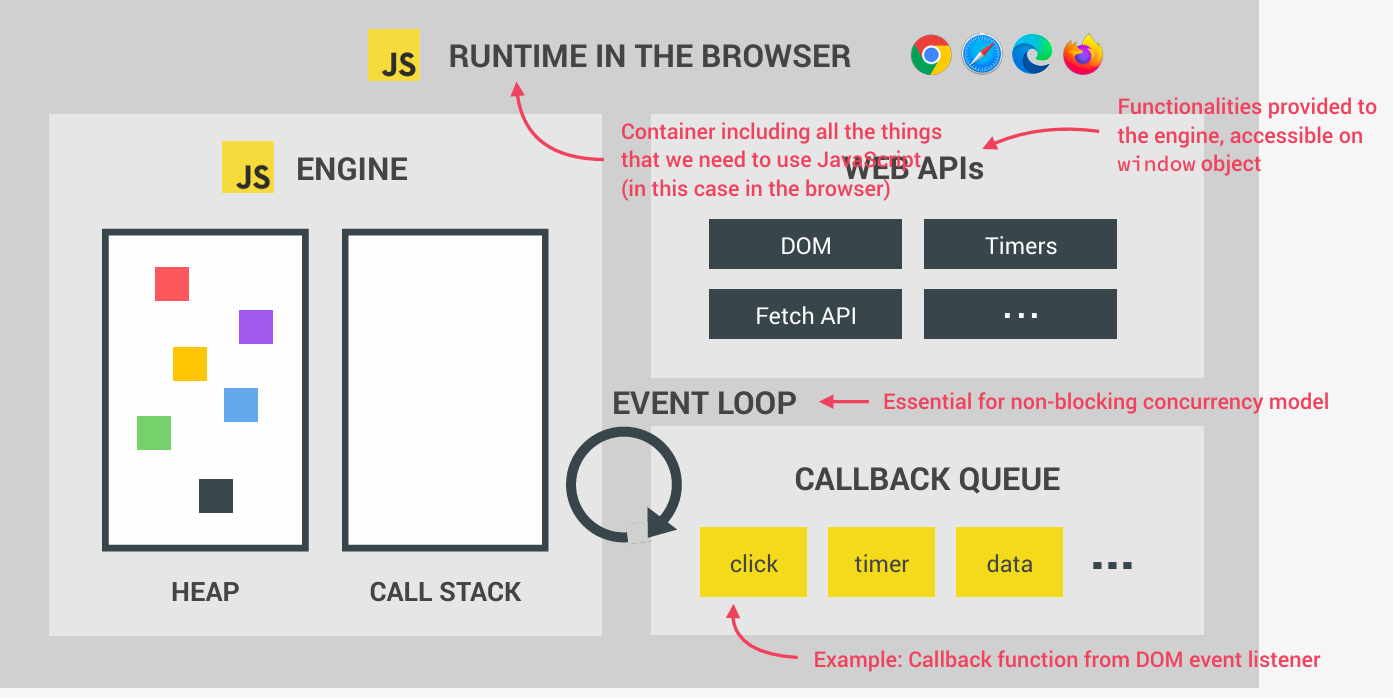 JS
RUNTIME IN THE BROWSER
Functionalities provided to
the engine, accessible on
window object
Container including all the things
that we need to use JavaScript
(in this case in the browser)
JS
ENGINE
WEB APIs
DOM
Timers
Fetch API
...
EVENT LOOP
Essential for non-blocking concurrency model
CALLBACK QUEUE
click
timer
data
...
HEAP
CALL STACK
Example: Callback function from DOM event listener